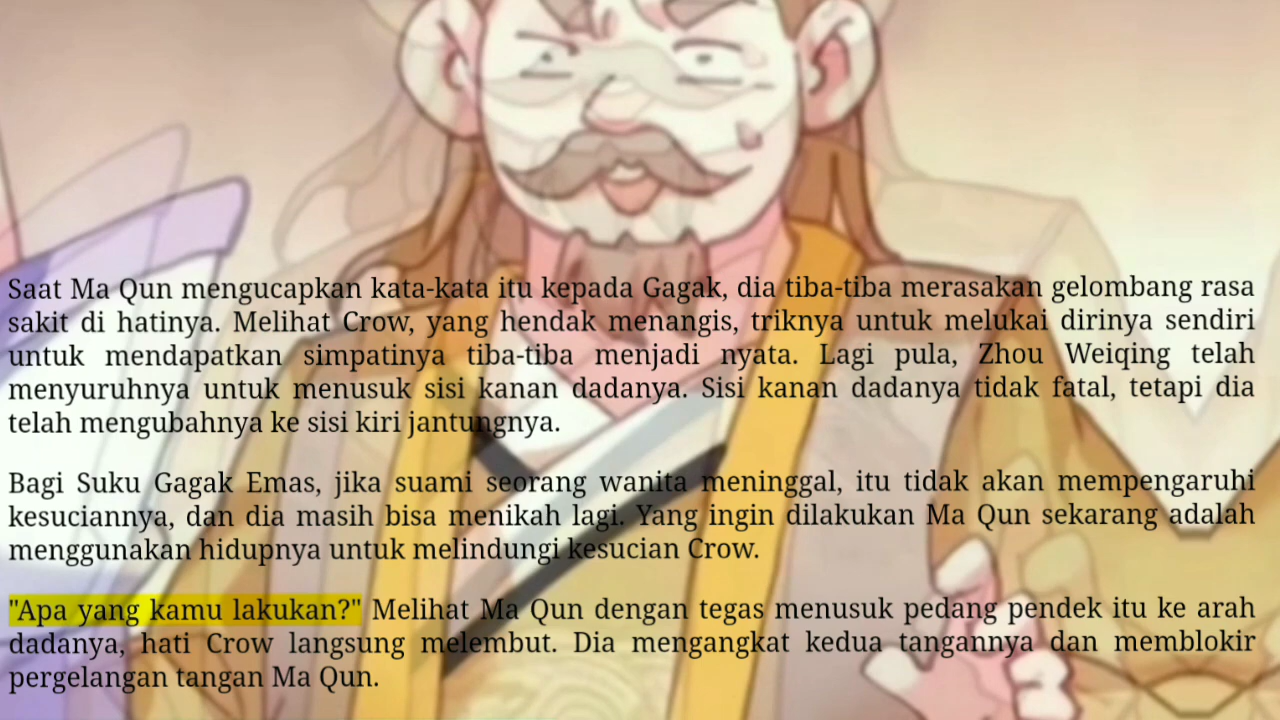 Saat Ma Qun mengucapkan kata-kata itu kepada Gagak, dia tiba-tiba merasakan gelombang rasa
sakit di hatinya. Melihat Crow, yang hendak menangis, triknya untuk melukai dirinya sendiri
untuk mendapatkan simpatinya tiba-tiba menjadi nyata. Lagi pula, Zhou Weiqing telah
menyuruhnya untuk menusuk sisi kanan dadanya. Sisi kanan dadanya tidak fatal, tetapi dia
telah mengubahnya ke sisi kiri jantungnya.
Bagi Suku Gagak Emas, jika suami seorang wanita meninggal, itu tidak akan mempengaruhi
kesuciannya, dan dia masih bisa menikah lagi. Yang ingin dilakukan Ma Qun sekarang adalah
menggunakan hidupnya untuk melindungi kesucian Crow.
"Apa yang kamu lakukan?" Melihat Ma Qun dengan tegas menusuk pedang pendek itu ke arah
dadanya, hati Crow langsung melembut. Dia mengangkat kedua tangannya dan memblokir
pergelangan tangan Ma Qun.